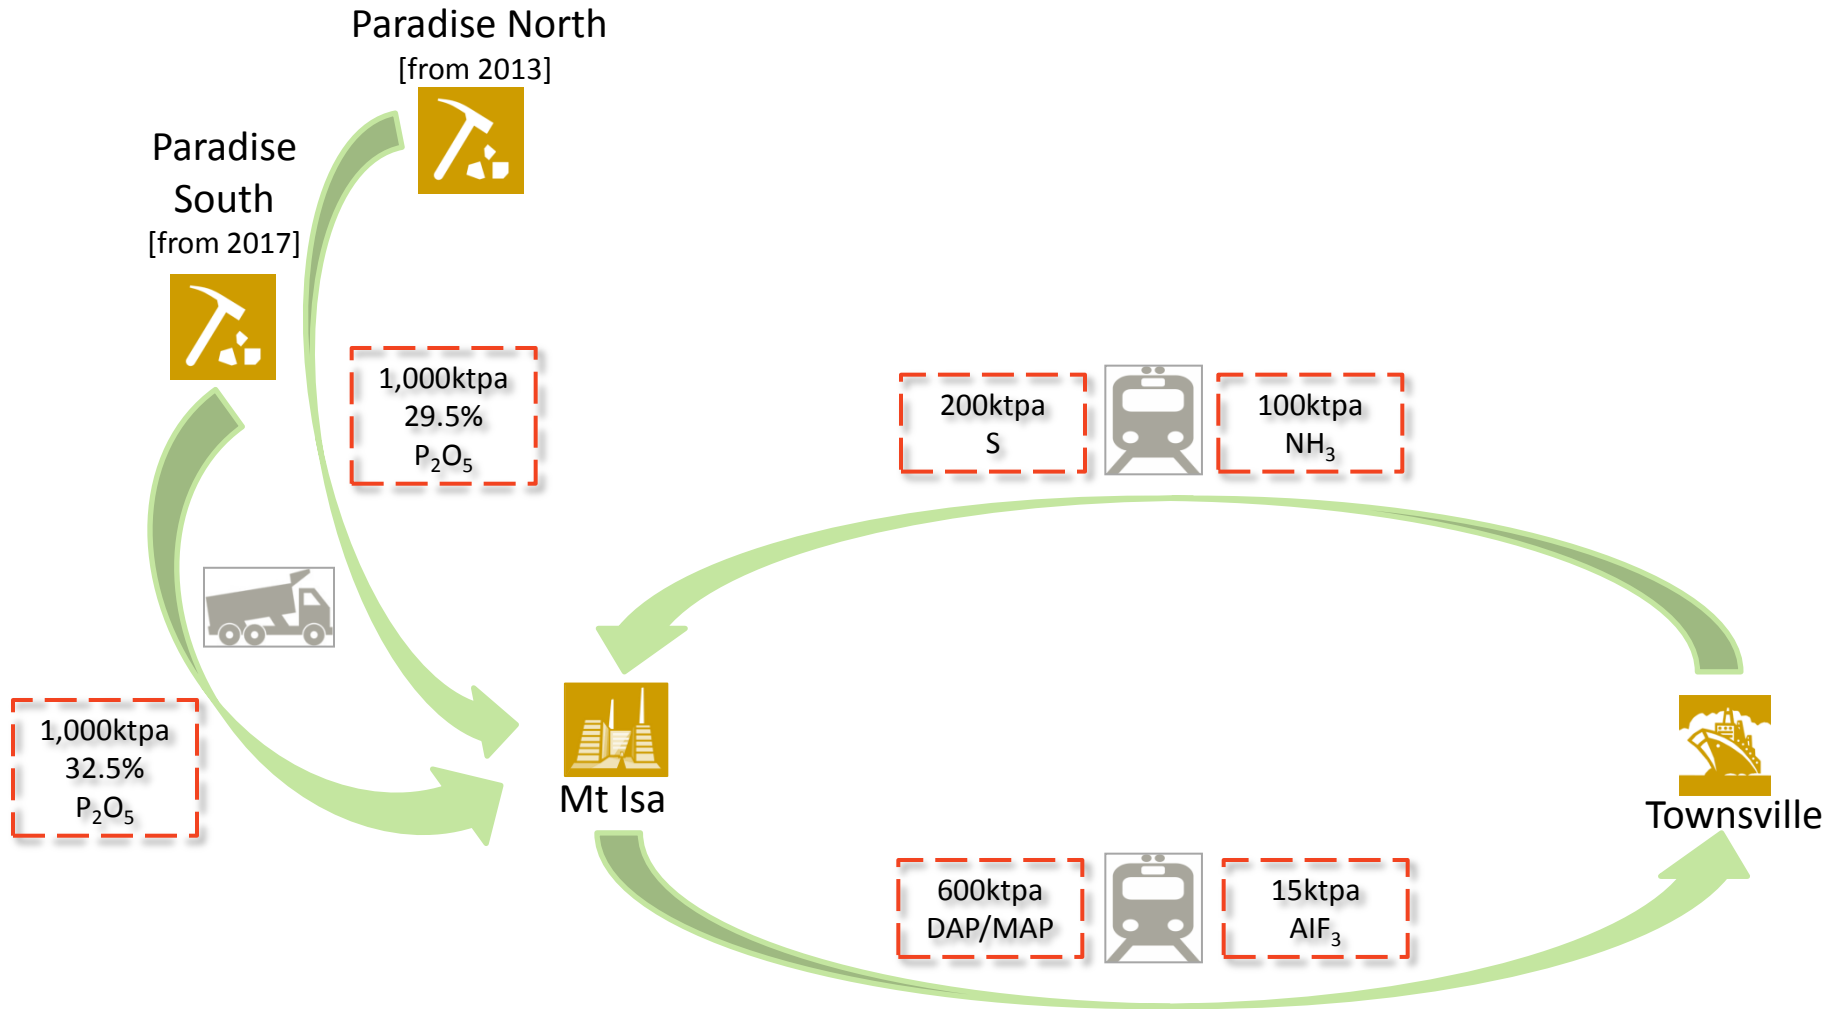 Paradise North
[from 2013]
Paradise
South
[from 2017]
1,000ktpa
29.5%
P₂O₅
200ktpa
S
100ktpa
NH₃
1,000ktpa
32.5%
P₂O₅
Mt Isa
Townsville
600ktpa
DAP/MAP
15ktpa
AlF₃